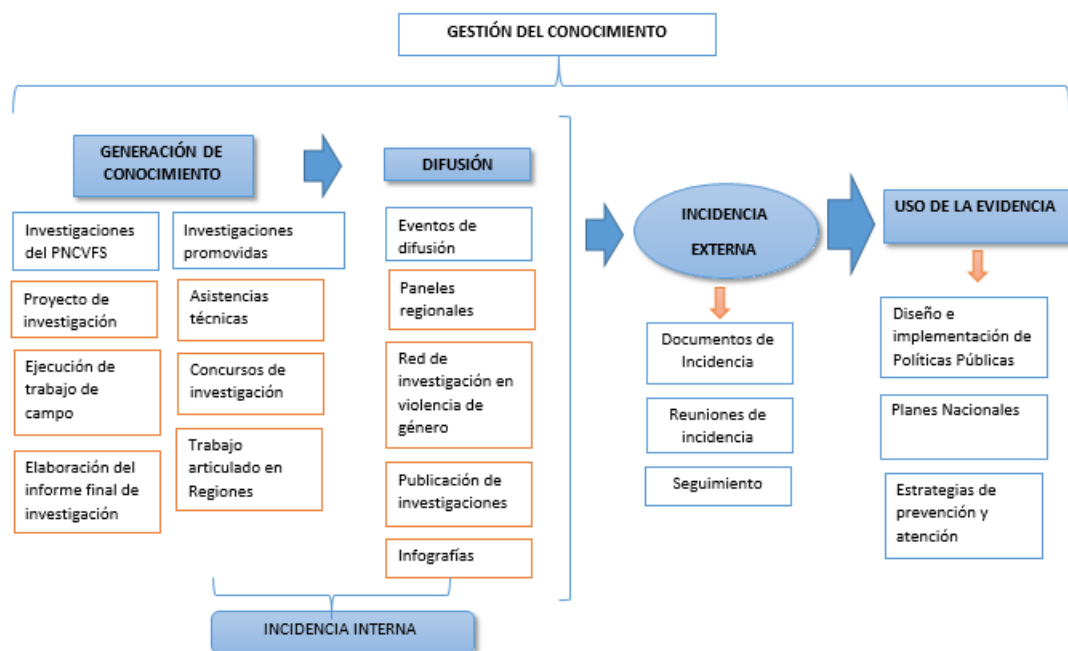 GESTIÓN DEL CONOCIMIENTO
GENERACIÓN DE
CONOCIMIENTO
Investigaciones
del PNCVFS
Proyecto de
investigación
Ejecución de
trabajo de
campo
Elaboración del
informe final de
investigación
Investigaciones
promovidas
Asistencias
técnicas
Concursos de
investigación
Trabajo
articulado en
Regiones
DIFUSIÓN
Eventos de
difusión
Paneles
regionales
Red de
investigación en
violencia de
género
Publicación de
investigaciones
Infografías
INCIDENCIA INTERNA
INCIDENCIA
EXTERNA
Documentos de
Incidencia
Reuniones de
incidencia
Seguimiento
USO DE LA EVIDENCIA
Diseño e
implementación de
Políticas Públicas
Planes Nacionales
Estrategias de
prevención y
atención